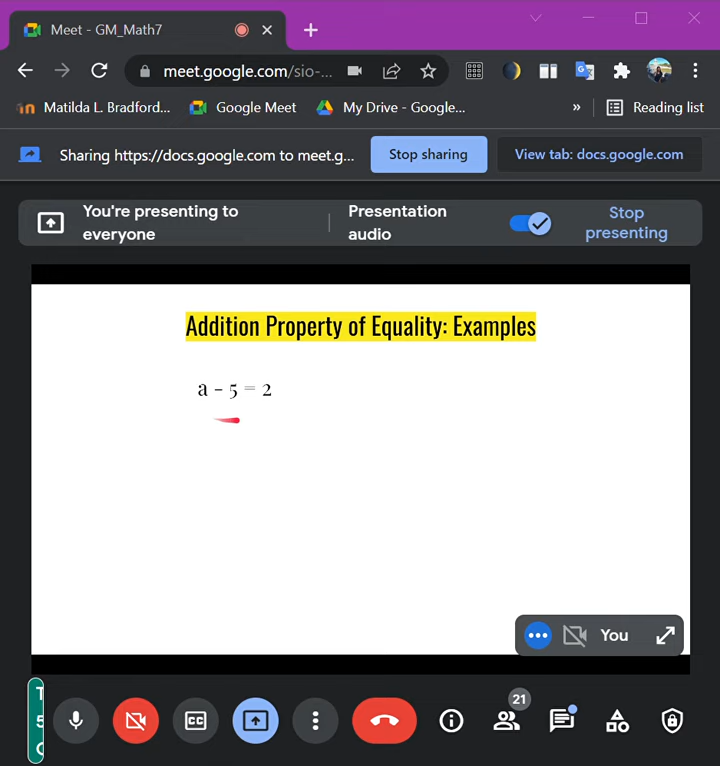 Meet - GM_Math7
meet.google.com/sio-...
Matilda L. Bradford...
Google Meet
My Drive - Google...
»
Reading list
Sharing https://docs.google.com to meet.g...
Stop sharing
View tab: docs.google.com
You're presenting to
everyone
Presentation
audio
Stop
presenting
Addition Property of Equality: Examples
a - 5 = 2
You
21
CC